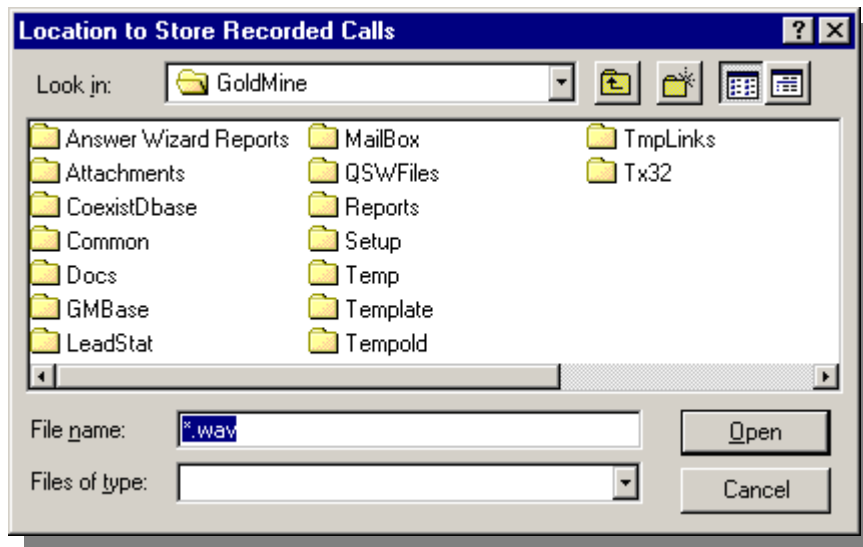 Location to Store Recorded Calls
Look in: GoldMine
Answer Wizard Reports MailBox TmpLinks
Attachments QSWFiles Tx32
CoexistDbase Reports
Common Setup
Docs Temp
GMBase Template
LeadStat Tempold
File name: *.wav Open
Files of type: Cancel